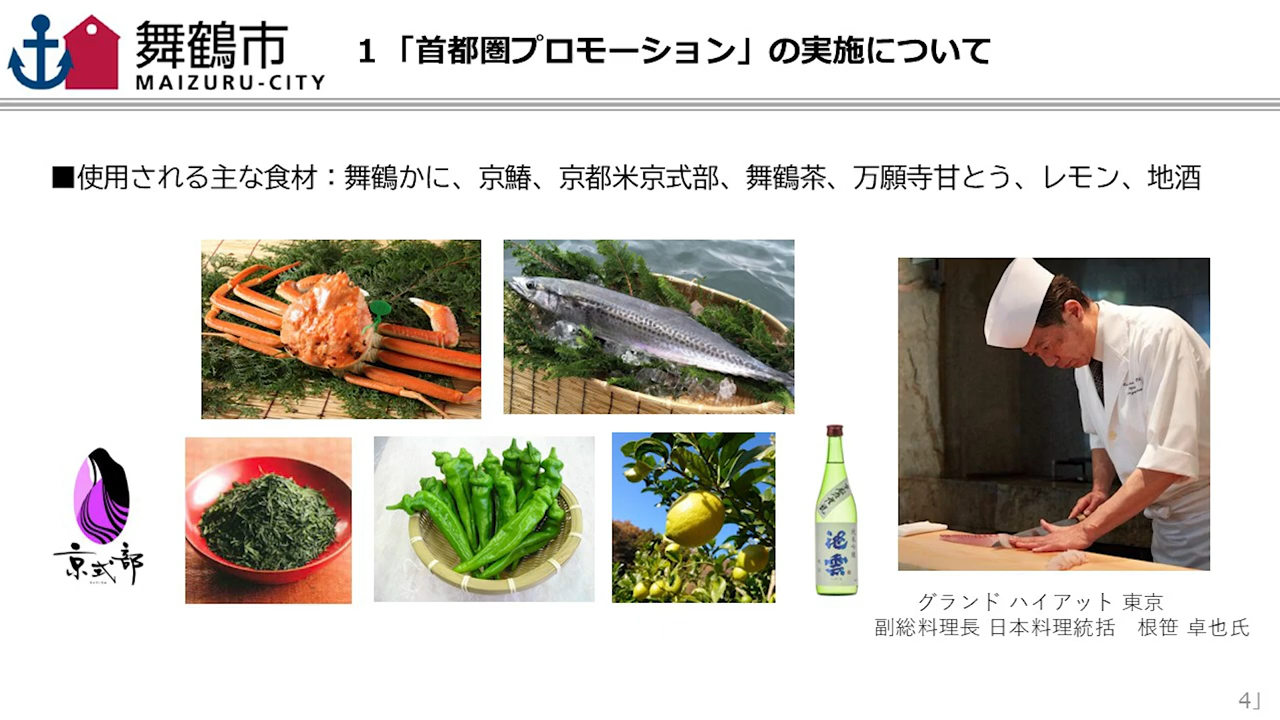 舞鶴市
MAIZURU-CITY
1「首都圏プロモーション」の実施について
■使用される主な食材：舞鶴かに、京鰆、京都米京式部、舞鶴茶、万願寺甘とう、レモン、地酒
京式部
池雲
グランド ハイアット 東京
副総料理長 日本料理統括　根笹 卓也氏
4」